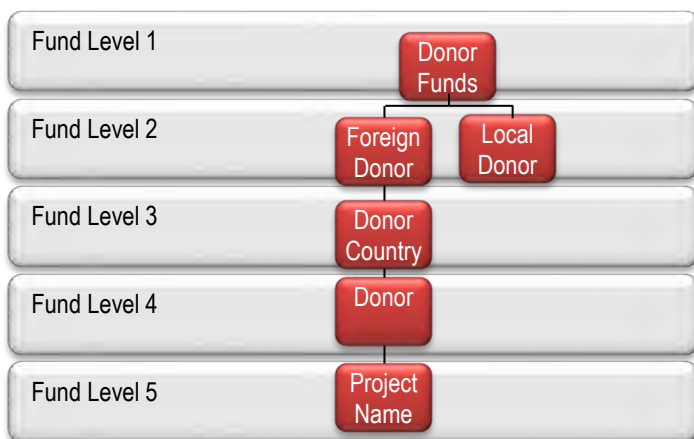 Fund Level 1
Donor
Funds
Fund Level 2
Foreign
Donor
Local
Donor
Fund Level 3
Donor
Country
Fund Level 4
Donor
Fund Level 5
Project
Name